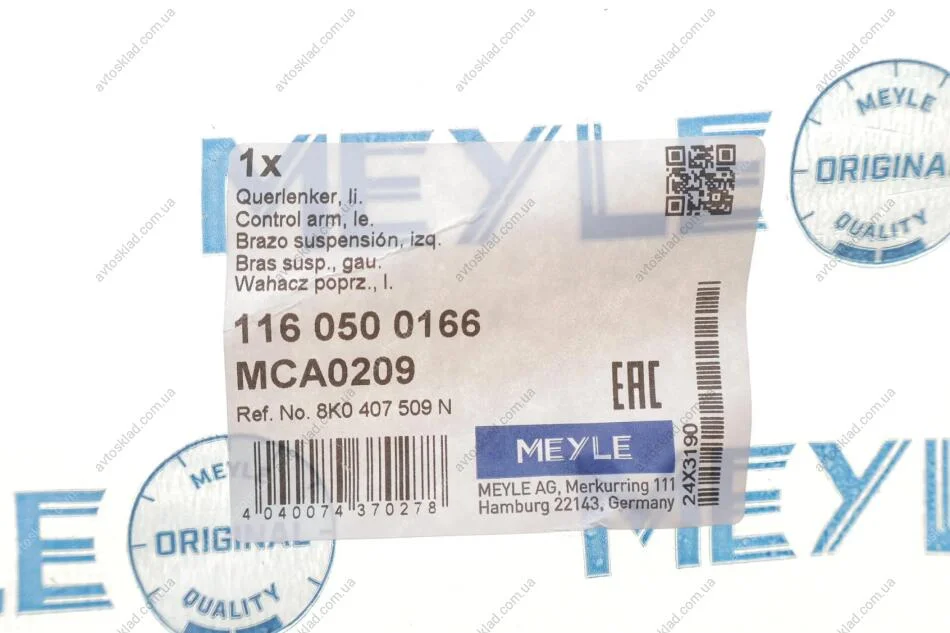 MEYLE
MEYLE
ORIGINAL
QUALITY
1x
Querlenker, li.
Control arm, le.
Brazo suspensión, izq.
Bras susp., gau.
Wahacz poprz., l.
116 050 0166
MCA0209
Ref. No. 8K0 407 509 N
EAC
MEYLE
MEYLE AG, Merkurring 111
Hamburg 22143, Germany
24X3190
4 040074 370278
MEYLE
ORIGINAL
QUALITY
MEYLE
avtosklad.com.ua